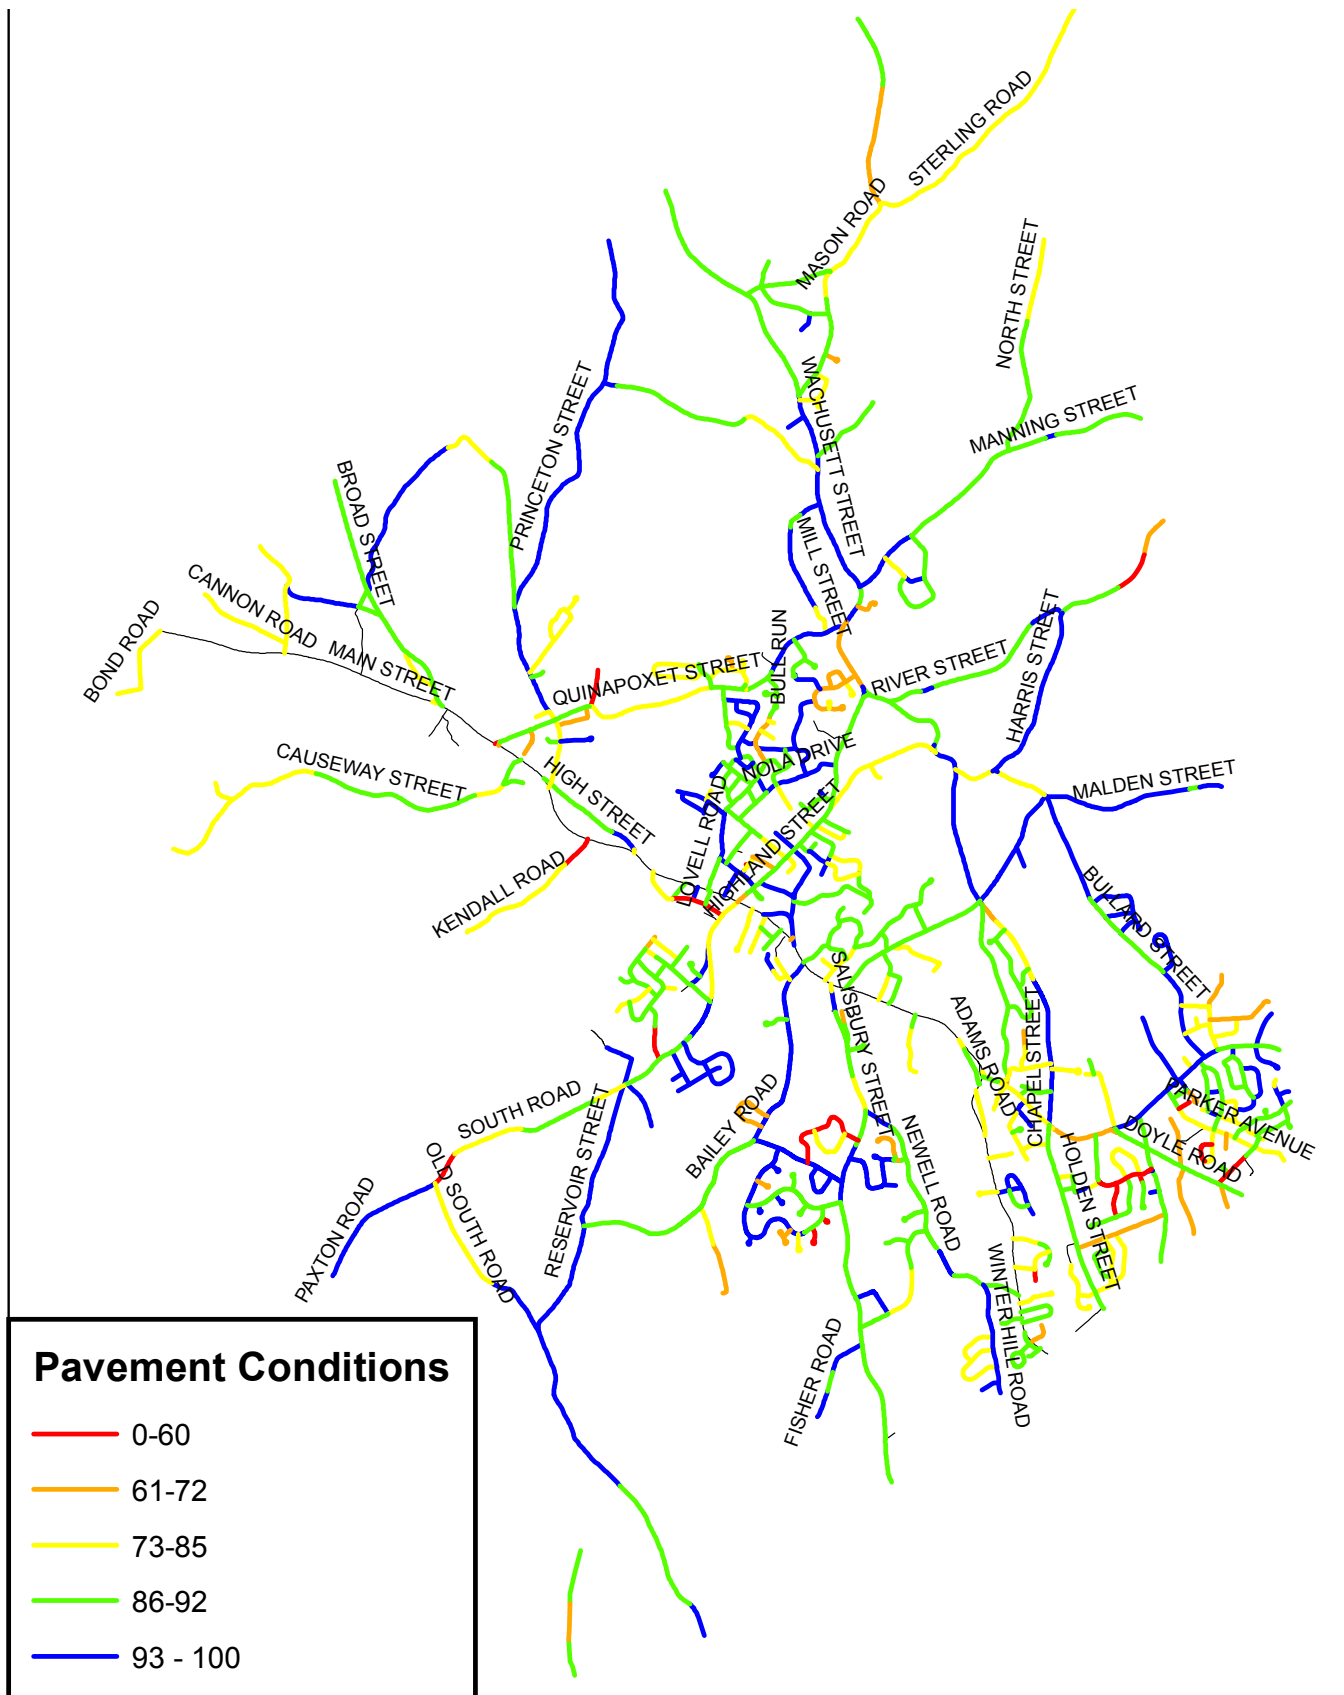 STERLING ROAD
MASON ROAD
NORTH STREET
PRINCETON STREET
WACHUSETT STREET
MANNING STREET
BROAD STREET
MILL STREET
CANNON ROAD
BOND ROAD
MAIN STREET
BULL RUN
HARRIS STREET
QUINAPOXET STREET
RIVER STREET
CAUSEWAY STREET
HIGH STREET
NOLA DRIVE
MALDEN STREET
LOVELL ROAD
HIGHLAND STREET
KENDALL ROAD
BULLARD STREET
SALISBURY STREET
ADAMS ROAD
CHAPEL STREET
SOUTH ROAD
RESERVOIR STREET
BAILEY ROAD
NEWELL ROAD
PARKER AVENUE
DOYLE ROAD
HOLDEN STREET
OLD SOUTH ROAD
PAXTON ROAD
WINTER HILL ROAD
FISHER ROAD
Pavement Conditions
0-60
61-72
73-85
86-92
93 - 100